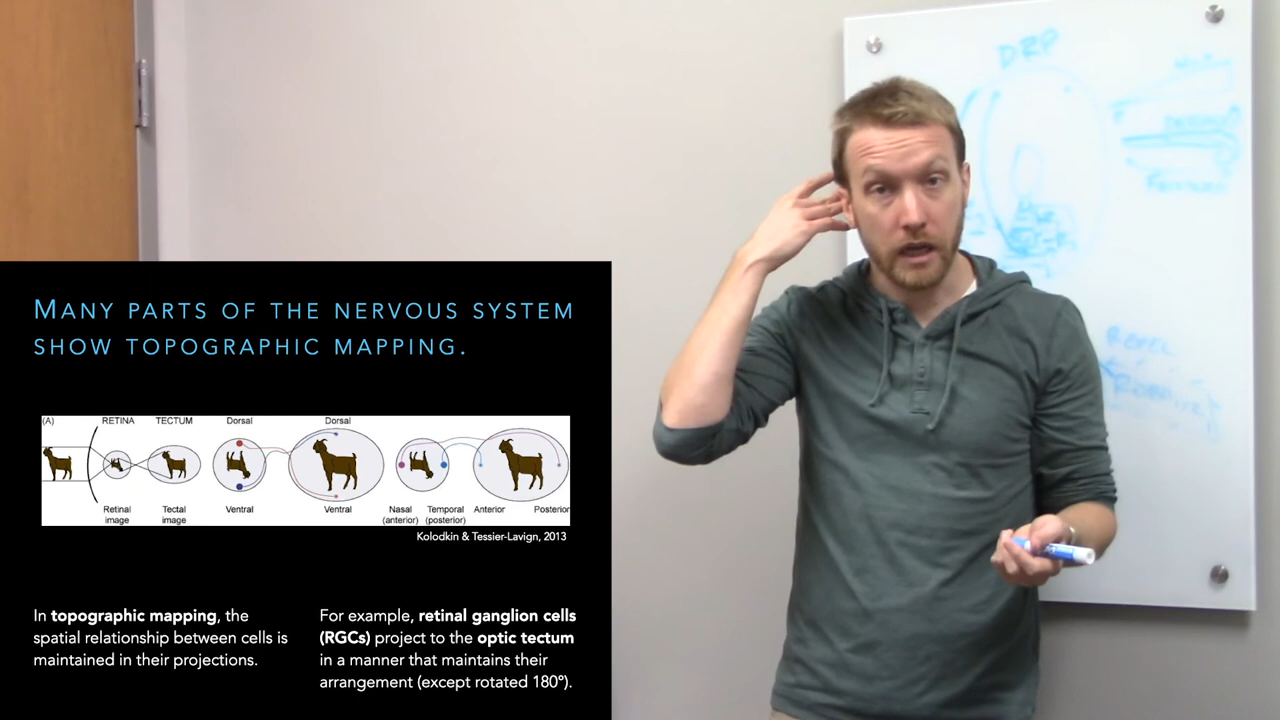 MANY PARTS OF THE NERVOUS SYSTEM
SHOW TOPOGRAPHIC MAPPING.
(A)
RETINA
TECTUM
Dorsal
Dorsal
Retinal
image
Tectal
image
Ventral
Ventral
Nasal
(anterior)
Temporal
(posterior)
Anterior
Posterior
Kolodkin & Tessier-Lavign, 2013
In topographic mapping, the
spatial relationship between cells is
maintained in their projections.
For example, retinal ganglion cells
(RGCs) project to the optic tectum
in a manner that maintains their
arrangement (except rotated 180°).
DRP